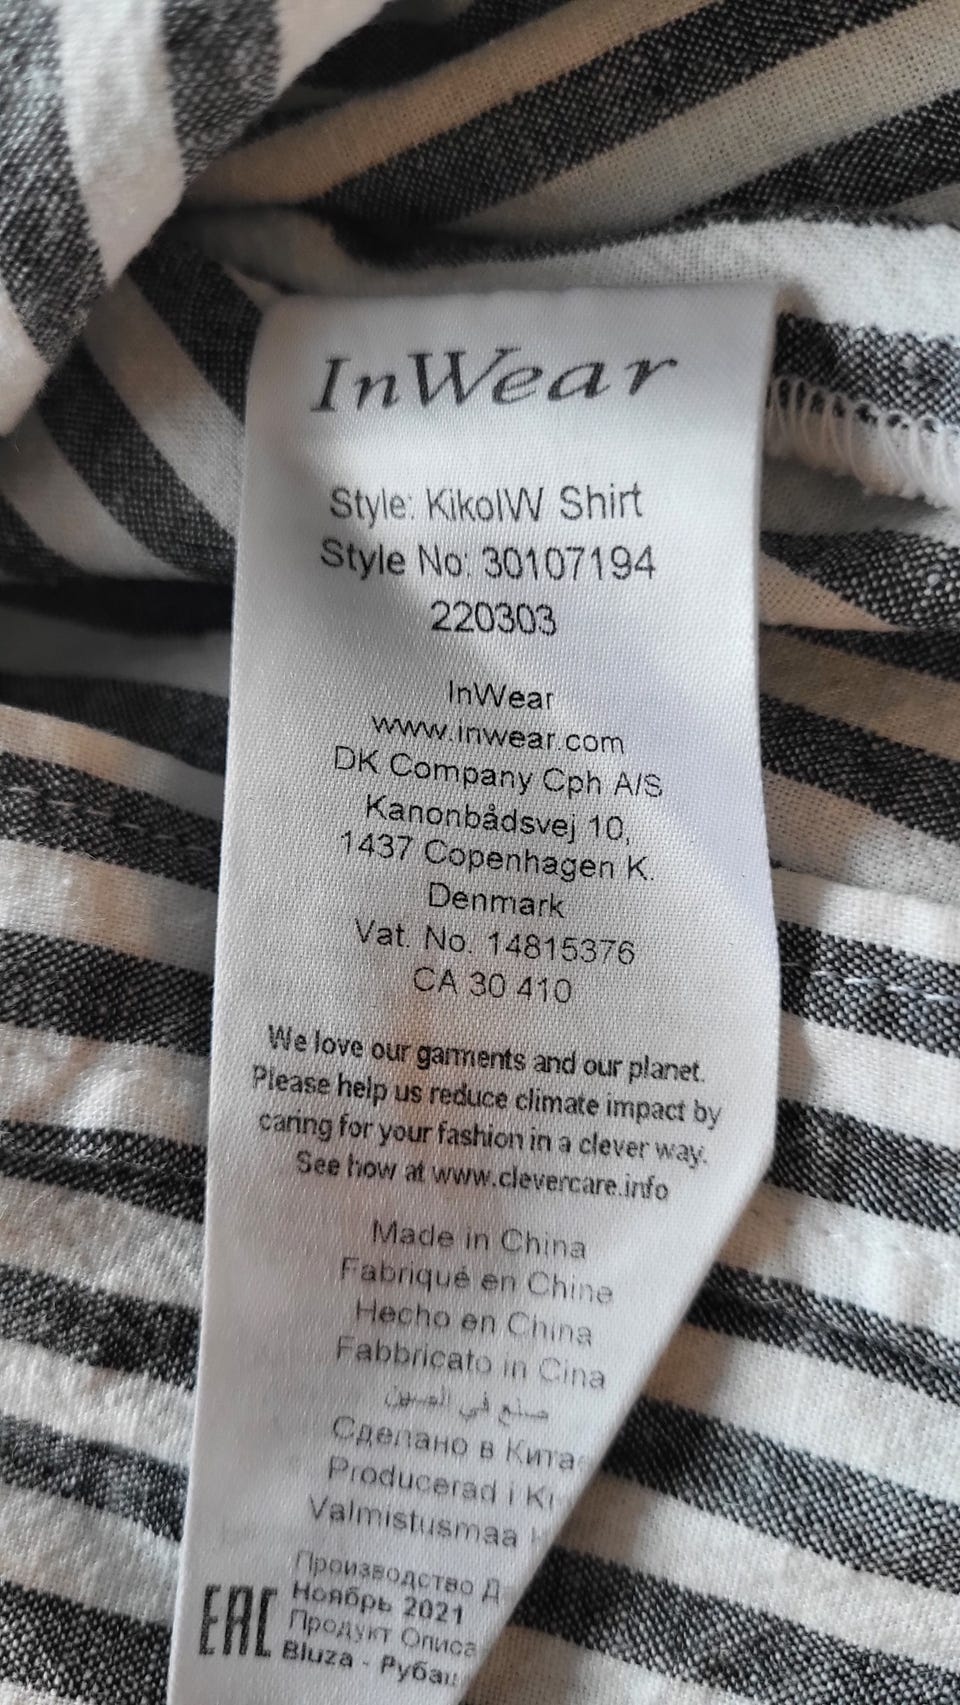 InWear
Style: KikoIW Shirt
Style No: 30107194
220303
InWear
www.inwear.com
DK Company Cph A/S
Kanonbådsvej 10,
1437 Copenhagen K.
Denmark
Vat. No. 14815376
CA 30 410
We love our garments and our planet.
Please help us reduce climate impact by
caring for your fashion in a clever way.
See how at www.clevercare.info
Made in China
Fabriqué en Chine
Hecho en China
Fabbricato in Cina
صنع في الصين
Сделано в
Producerad i
Valmistusmaa
Производство
Ноябрь 2021
Продукт
Bluza -
EAC